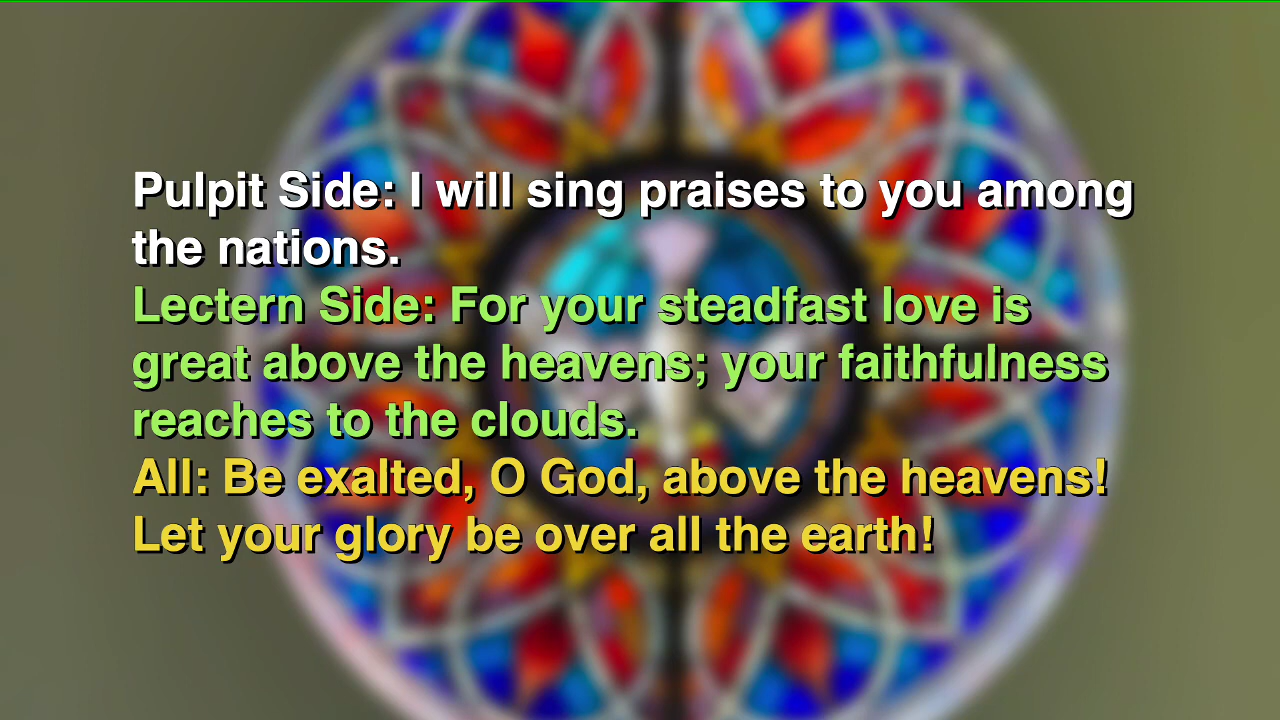 Pulpit Side: I will sing praises to you among
the nations.
Lectern Side: For your steadfast love is
great above the heavens; your faithfulness
reaches to the clouds.
All: Be exalted, O God, above the heavens!
Let your glory be over all the earth!